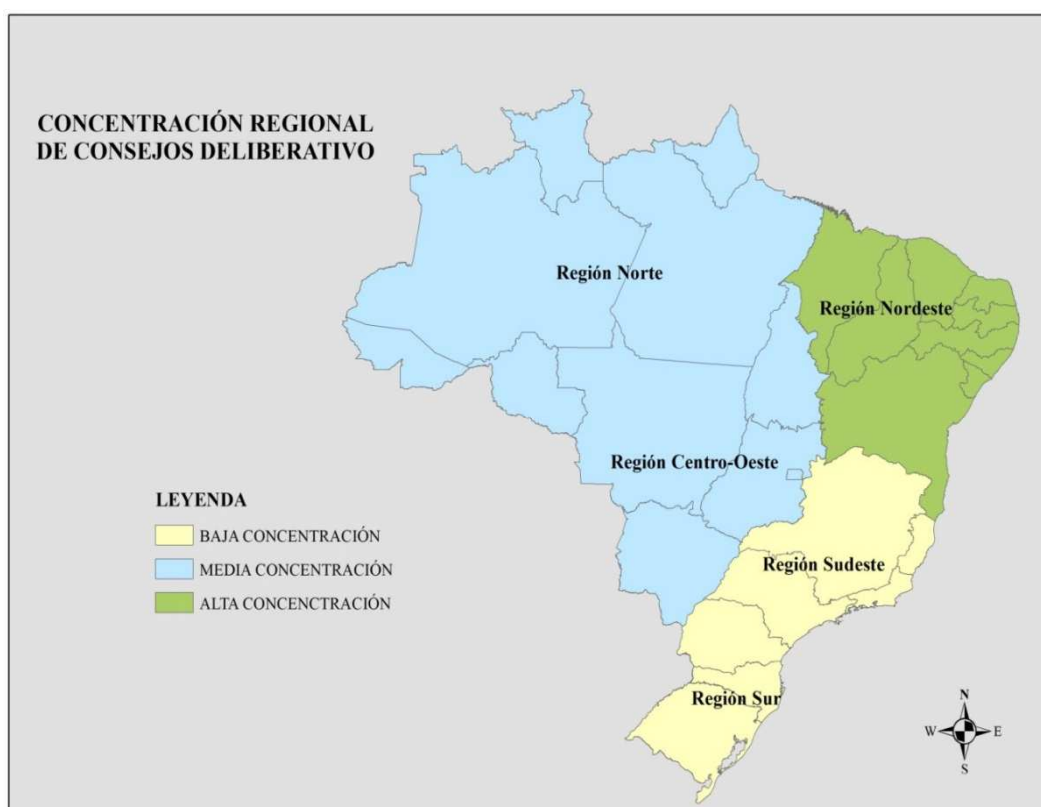 CONCENTRACIÓN REGIONAL
DE CONSEJOS DELIBERATIVO
Región Norte
Región Nordeste
Región Centro-Oeste
LEYENDA
BAJA CONCENTRACIÓN
MEDIA CONCENTRACIÓN
ALTA CONCENCTRACIÓN
Región Sudeste
Región Sur
N
W E
S